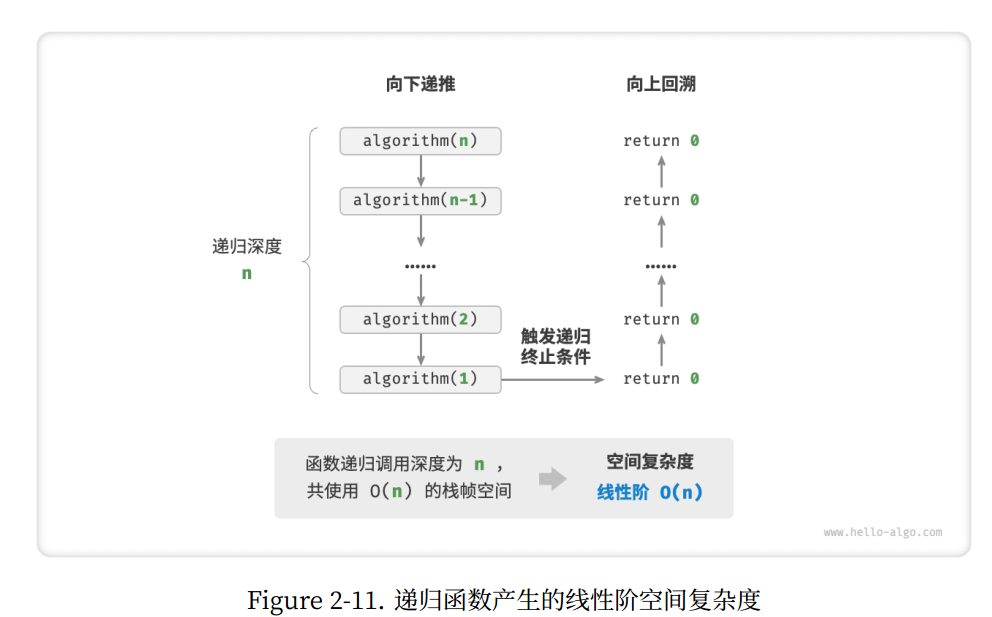 向下递推
向上回溯
algorithm(n)
return 0
algorithm(n-1)
return 0
递归深度
n
......
......
algorithm(2)
return 0
触发递归
终止条件
algorithm(1)
return 0
函数递归调用深度为 n ，
共使用 O(n) 的栈帧空间
空间复杂度
线性阶 O(n)
www.hello-algo.com
Figure 2-11. 递归函数产生的线性阶空间复杂度